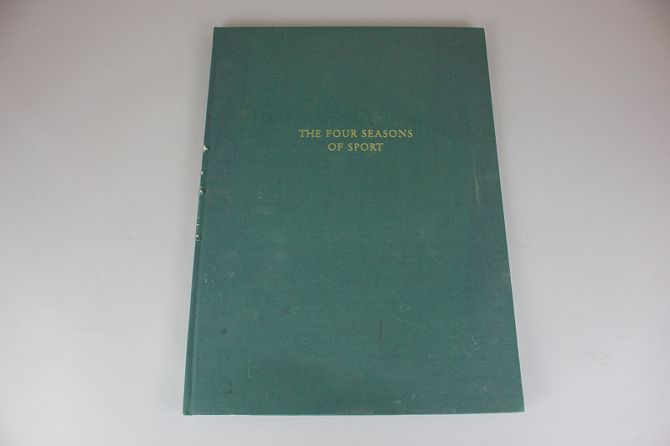 THE FOUR SEASONS
OF SPORT